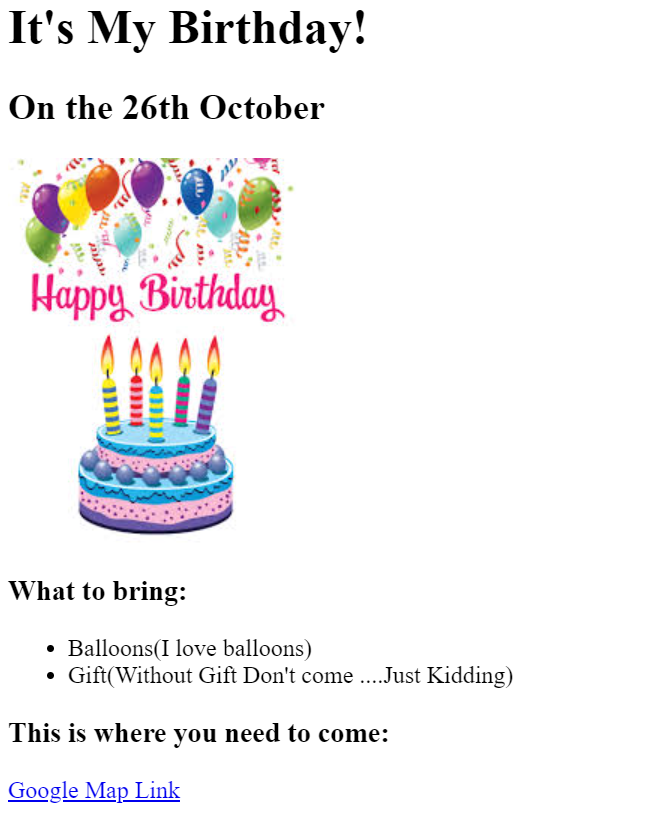 It's My Birthday!
On the 26th October
Happy Birthday
What to bring:
Balloons(I love balloons)
Gift(Without Gift Don't come ....Just Kidding)
This is where you need to come:
Google Map Link